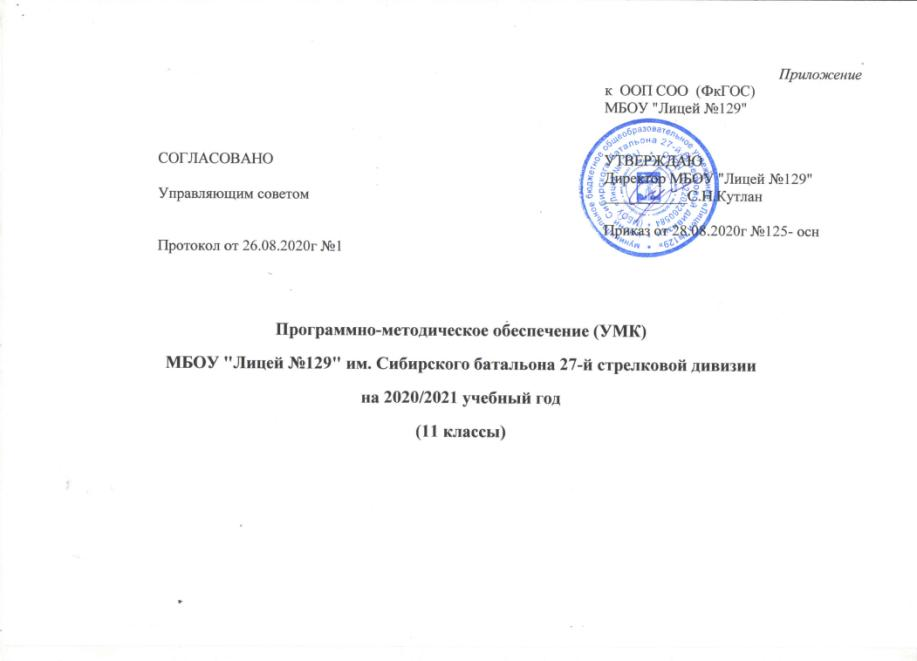 Приложение
к ООП СОО (ФкГОС)
МБОУ "Лицей №129"
СОГЛАСОВАНО
Управляющим советом
Протокол от 26.08.2020г №1
УТВЕРЖДАЮ
Директор МБОУ "Лицей №129"
С.Н.Кутлан
Приказ от 28.08.2020г №125- осн
Программно-методическое обеспечение (УМК)
МБОУ "Лицей №129" им. Сибирского батальона 27-й стрелковой дивизии
на 2020/2021 учебный год
(11 классы)